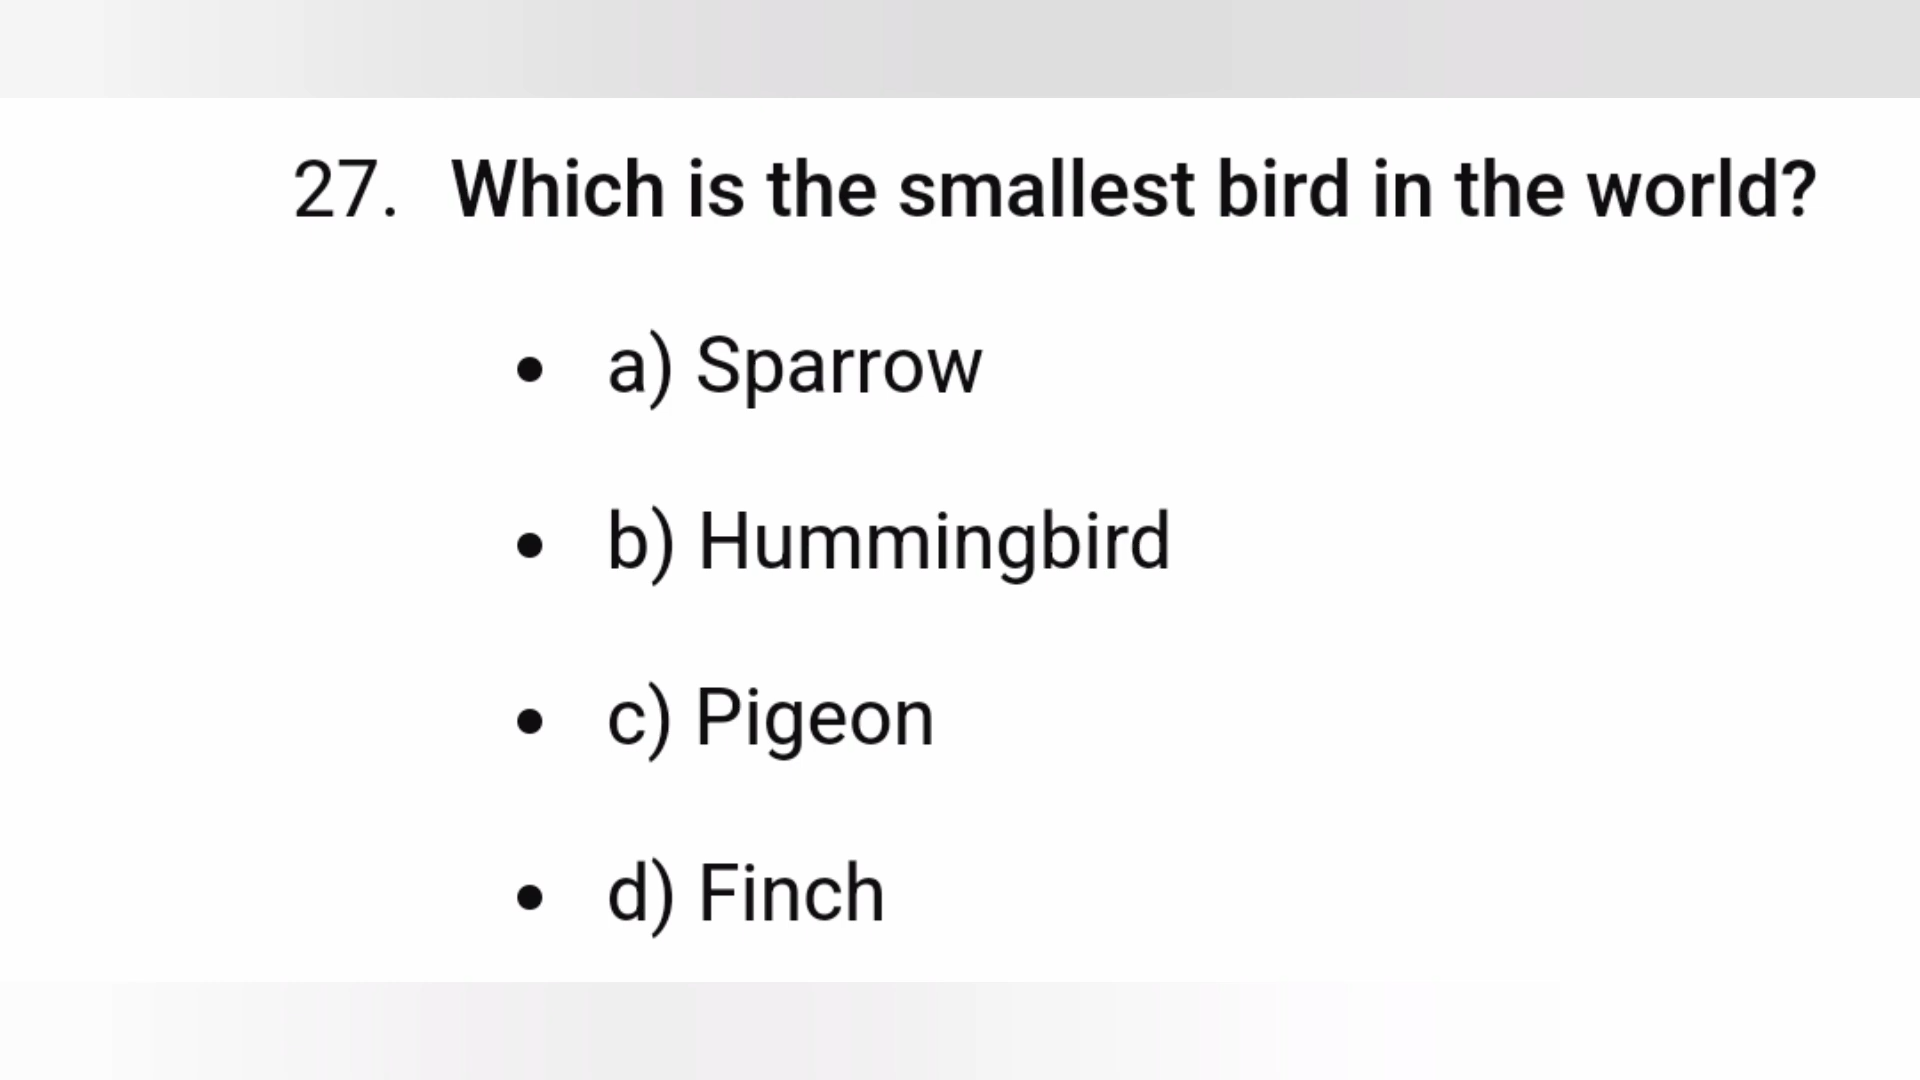 27. Which is the smallest bird in the world?
• a) Sparrow
• b) Hummingbird
• c) Pigeon
• d) Finch